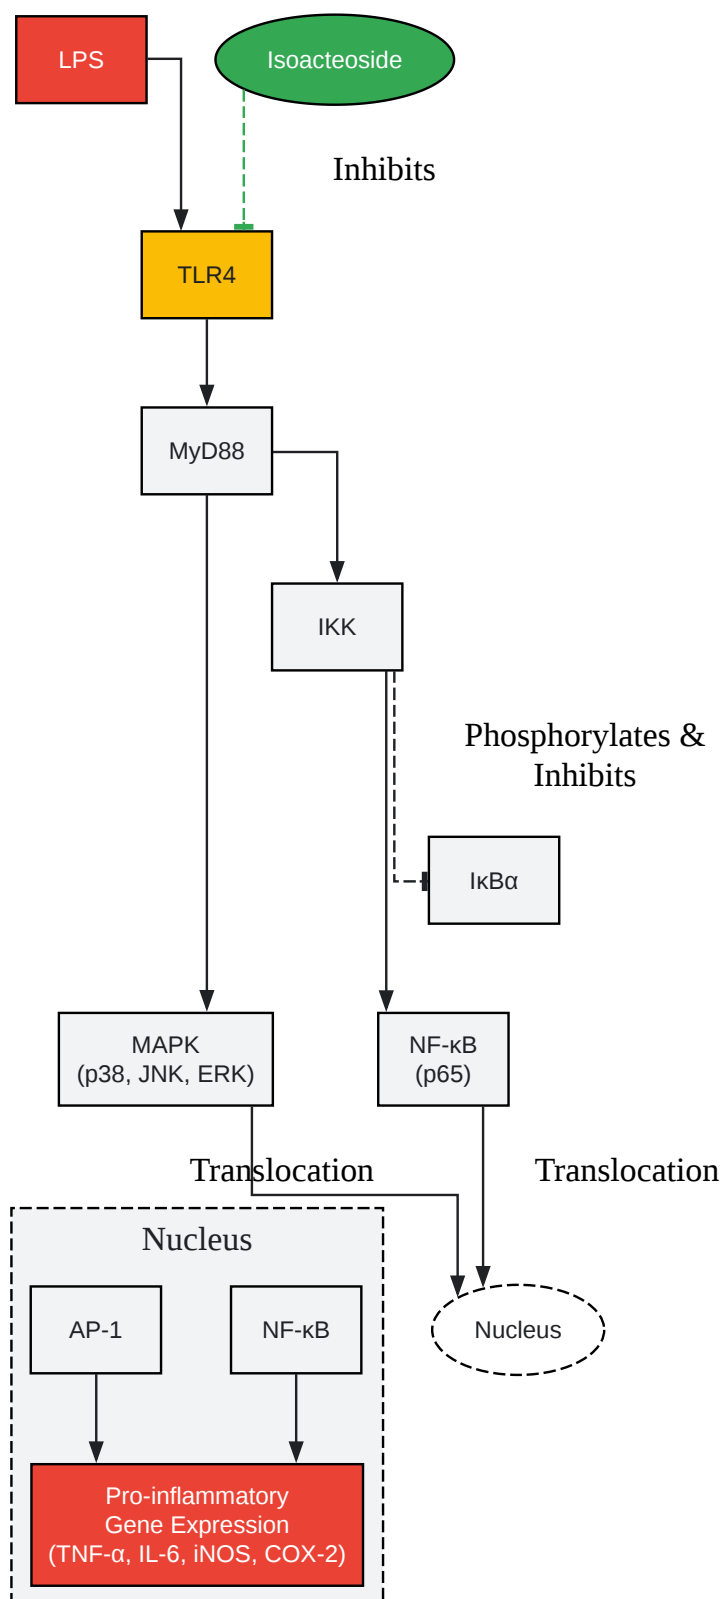 LPS
Isoacteoside
Inhibits
TLR4
MyD88
IKK
Phosphorylates &
Inhibits
IκBα
MAPK
(p38, JNK, ERK)
NF-κB
(p65)
Translocation
Translocation
Nucleus
AP-1
NF-κB
Nucleus
Pro-inflammatory
Gene Expression
(TNF-α, IL-6, iNOS, COX-2)